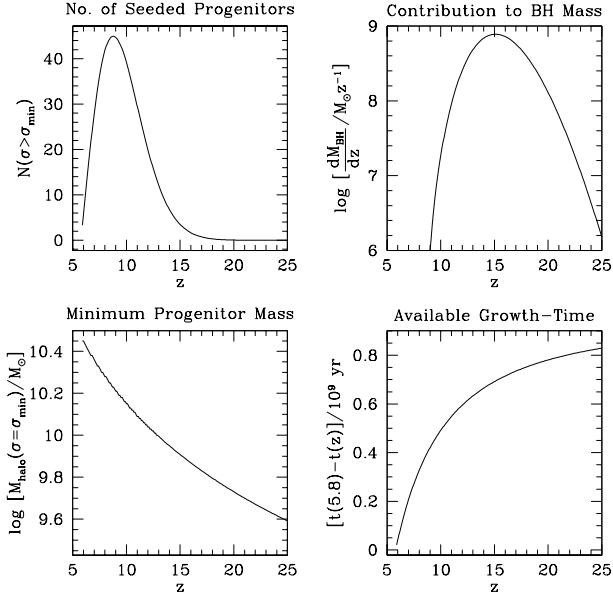 No. of Seeded Progenitors
Contribution to BH Mass
N(σ>σmin)
40
30
20
10
0
5 10 15 20 25
z
log [dM_BH/dz /M⊙z⁻¹]
9
8
7
6
5 10 15 20 25
z
Minimum Progenitor Mass
Available Growth-Time
log [M_halo(σ=σmin)/M⊙]
10.4
10.2
10
9.8
9.6
5 10 15 20 25
z
[t(5.8)-t(z)]/10⁹ yr
0.8
0.6
0.4
0.2
0
5 10 15 20 25
z